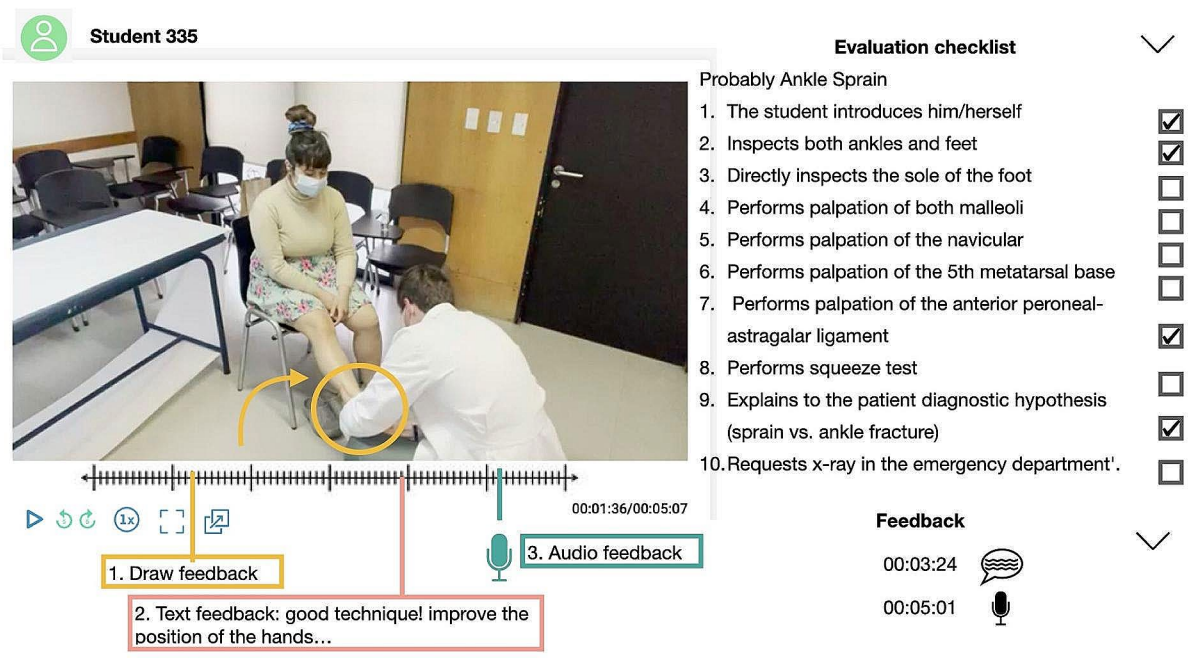 Student 335
Evaluation checklist
Probably Ankle Sprain
1. The student introduces him/herself
2. Inspects both ankles and feet
3. Directly inspects the sole of the foot
4. Performs palpation of both malleoli
5. Performs palpation of the navicular
6. Performs palpation of the 5th metatarsal base
7. Performs palpation of the anterior peroneal-
astragalar ligament
8. Performs squeeze test
9. Explains to the patient diagnostic hypothesis
(sprain vs. ankle fracture)
10.Requests x-ray in the emergency department'.
00:01:36/00:05:07
1x
1. Draw feedback
2. Text feedback: good technique! improve the
position of the hands...
3. Audio feedback
Feedback
00:03:24
00:05:01